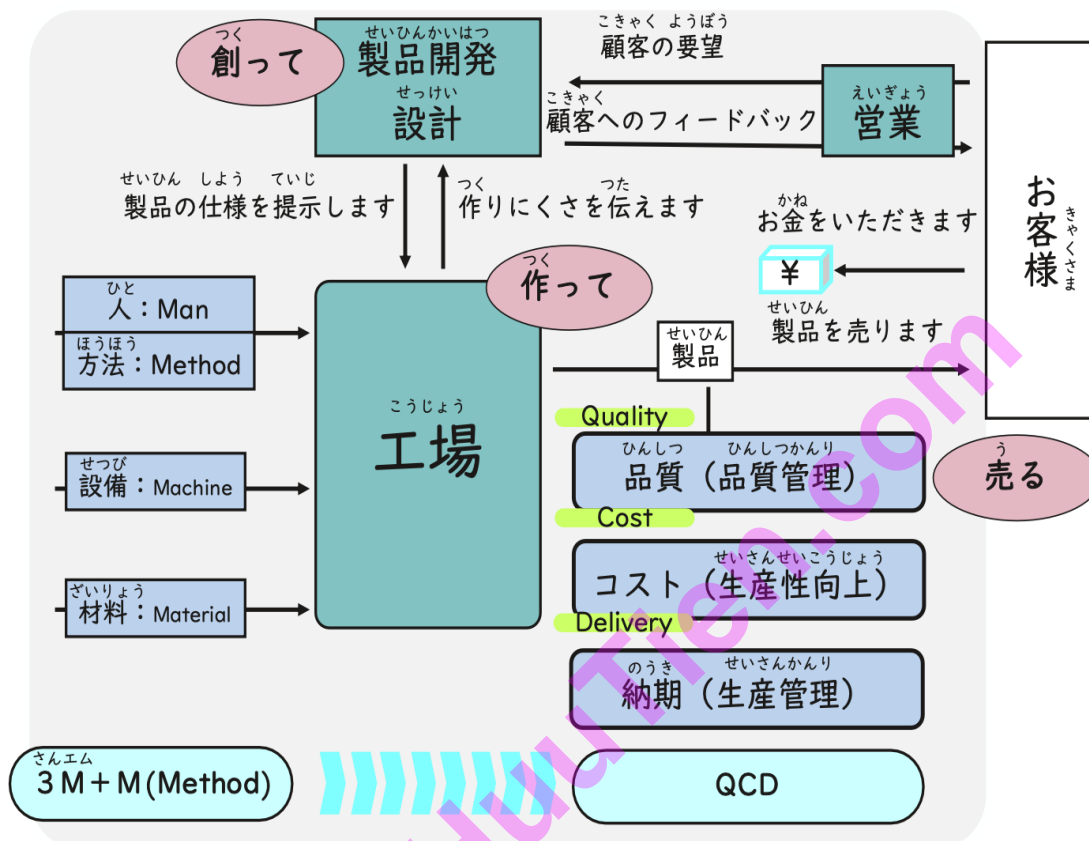 つく
創って
せいひんかいはつ
製品開発
せっけい
設計
こきゃく ようぼう
顧客の要望
こきゃく
顧客へのフィードバック
えいぎょう
営業
せいひん しよう ていじ
製品の仕様を提示します
つく つた
作りにくさを伝えます
かね
お金をいただきます
¥
お客様
きゃくさま
つく
作って
せいひん
製品を売ります
せいひん
製品
ひと
人：Man
ほうほう
方法：Method
こうじょう
工場
せつび
設備：Machine
ざいりょう
材料：Material
Quality
ひんしつ ひんしつかんり
品質（品質管理）
う
売る
Cost
せいさんせいこうじょう
コスト（生産性向上）
Delivery
のうき せいさんかんり
納期（生産管理）
さんエム
3M＋M(Method)
QCD
HuuTien.com